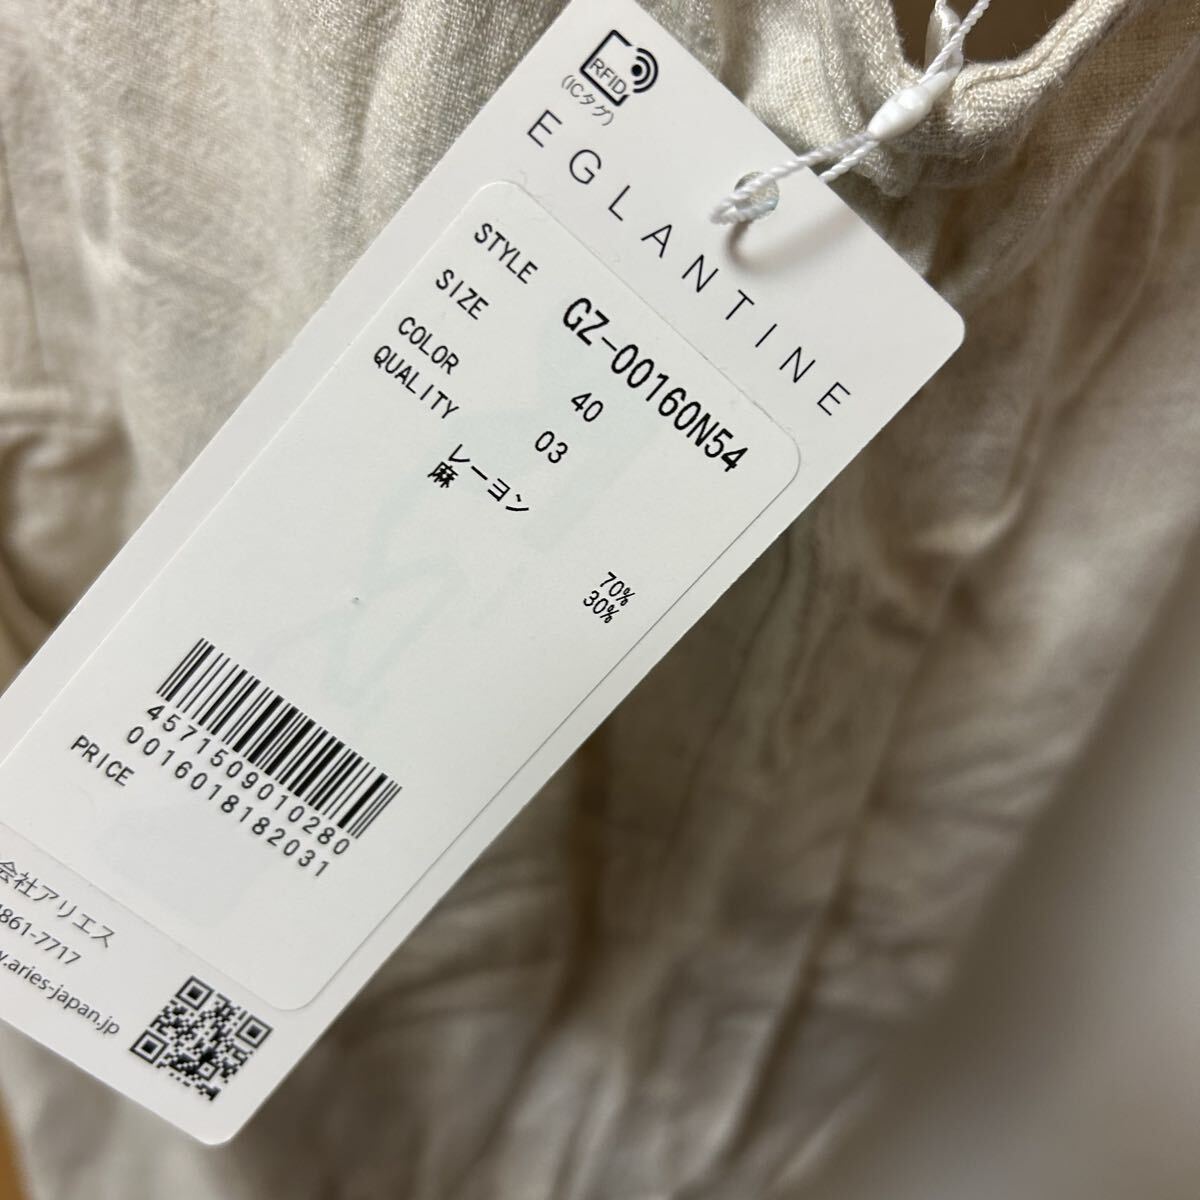 RFID
(ICタグ)
EGLANTINE
STYLE GZ-00160N54
SIZE 40
COLOR 03
QUALITY レーヨン 70%
麻 30%
4571509010280
0016018182031
PRICE
会社アリエス
4861-7717
.aries-japan.jp